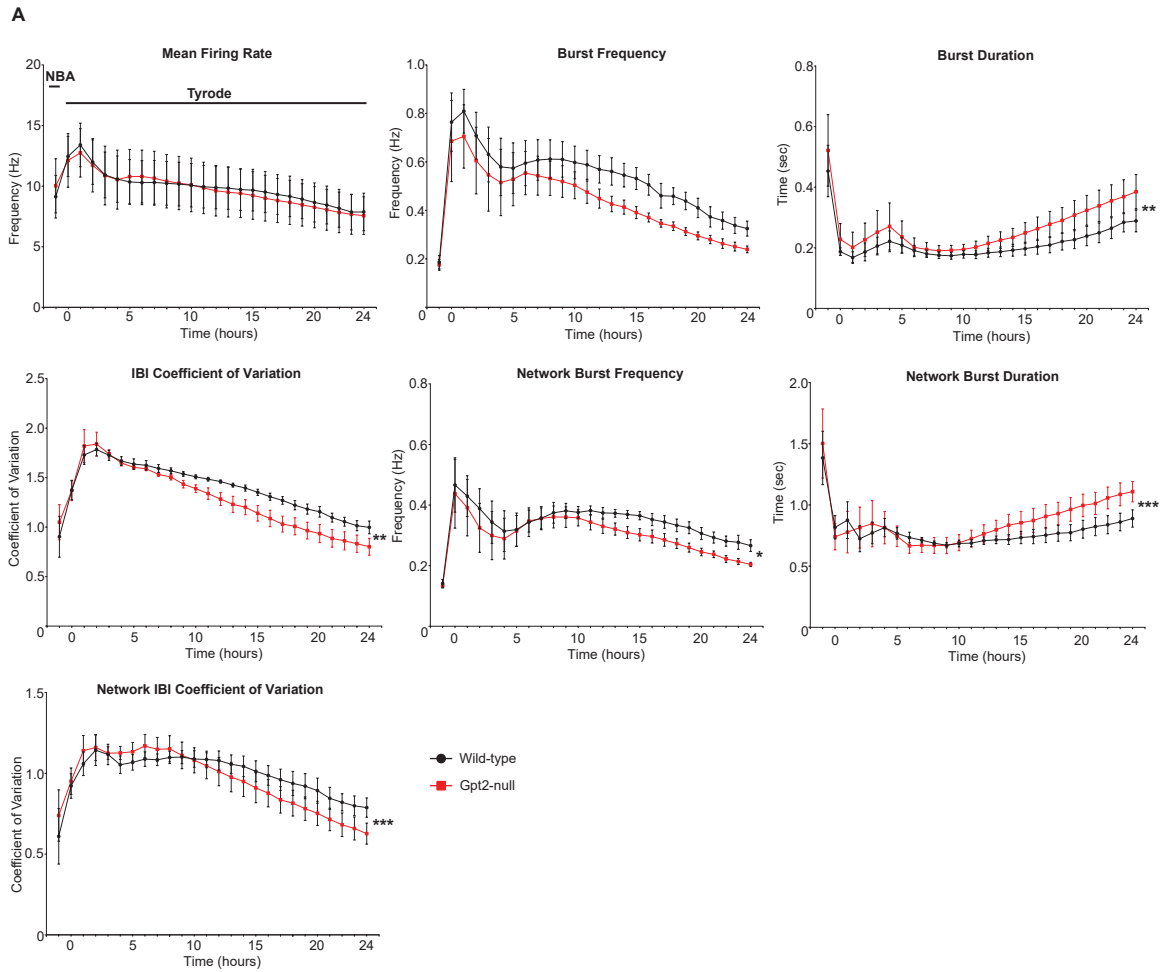 A
Mean Firing Rate
20
15
10
5
0
Frequency (Hz)
NBA
Tyrode
0 5 10 15 20 24
Time (hours)
Burst Frequency
1.0
0.8
0.6
0.4
0.2
0
Frequency (Hz)
0 5 10 15 20 24
Time (hours)
Burst Duration
0.8
0.6
0.4
0.2
0
Time (sec)
**
0 5 10 15 20 24
Time (hours)
IBI Coefficient of Variation
2.5
2.0
1.5
1.0
0.5
0
Coefficient of Variation
**
0 5 10 15 20 24
Time (hours)
Network Burst Frequency
0.8
0.6
0.4
0.2
0
Frequency (Hz)
*
0 5 10 15 20 24
Time (hours)
Network Burst Duration
2.0
1.5
1.0
0.5
0
Time (sec)
***
0 5 10 15 20 24
Time (hours)
Network IBI Coefficient of Variation
1.5
1.0
0.5
0
Coefficient of Variation
***
0 5 10 15 20 24
Time (hours)
Wild-type
Gpt2-null